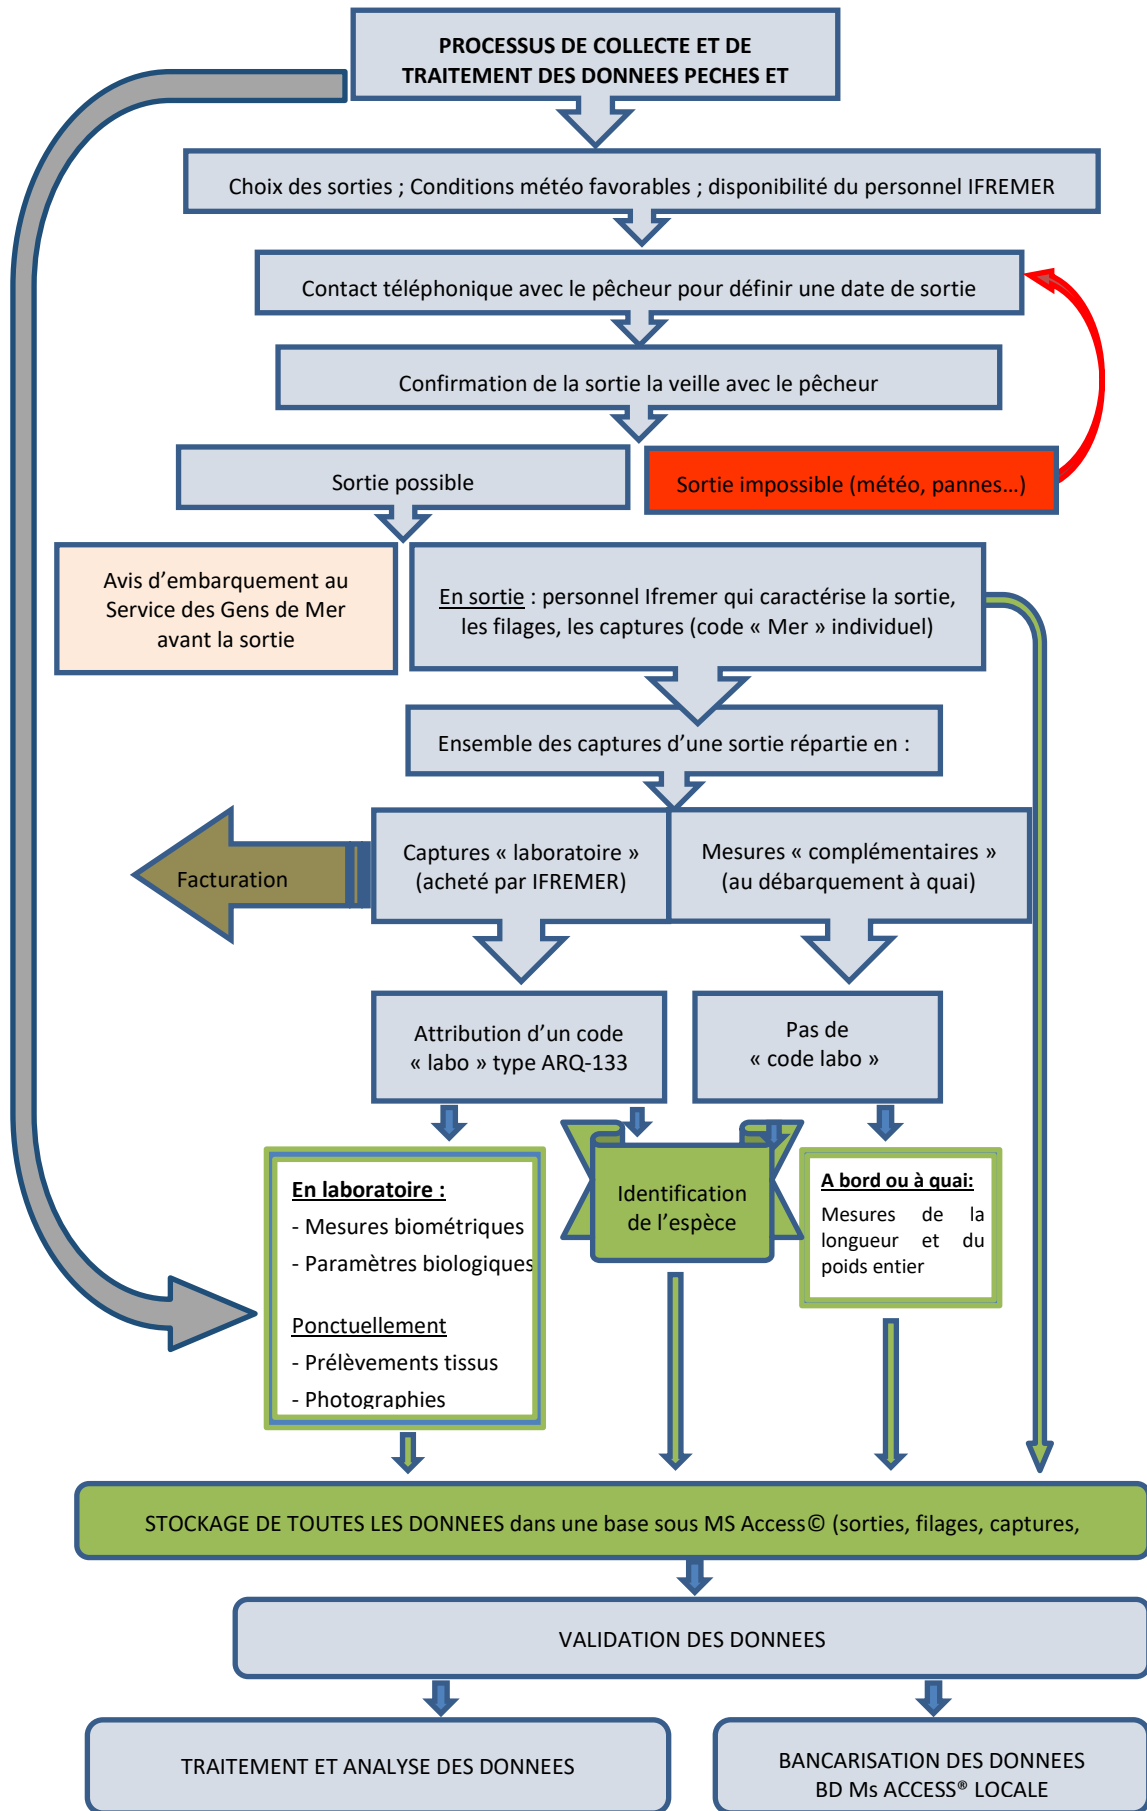 PROCESSUS DE COLLECTE ET DE
TRAITEMENT DES DONNEES PECHES ET
Choix des sorties ; Conditions météo favorables ; disponibilité du personnel IFREMER
Contact téléphonique avec le pêcheur pour définir une date de sortie
Confirmation de la sortie la veille avec le pêcheur
Sortie possible
Sortie impossible (météo, pannes…)
Avis d’embarquement au
Service des Gens de Mer
avant la sortie
En sortie : personnel Ifremer qui caractérise la sortie,
les filages, les captures (code « Mer » individuel)
Ensemble des captures d’une sortie répartie en :
Facturation
Captures « laboratoire »
(acheté par IFREMER)
Mesures « complémentaires »
(au débarquement à quai)
Attribution d’un code
« labo » type ARQ-133
Pas de
« code labo »
En laboratoire :
- Mesures biométriques
- Paramètres biologiques
Ponctuellement
- Prélèvements tissus
- Photographies
Identification
de l’espèce
A bord ou à quai:
Mesures de la
longueur et du
poids entier
STOCKAGE DE TOUTES LES DONNEES dans une base sous MS Access© (sorties, filages, captures,
VALIDATION DES DONNEES
TRAITEMENT ET ANALYSE DES DONNEES
BANCARISATION DES DONNEES
BD Ms ACCESS® LOCALE